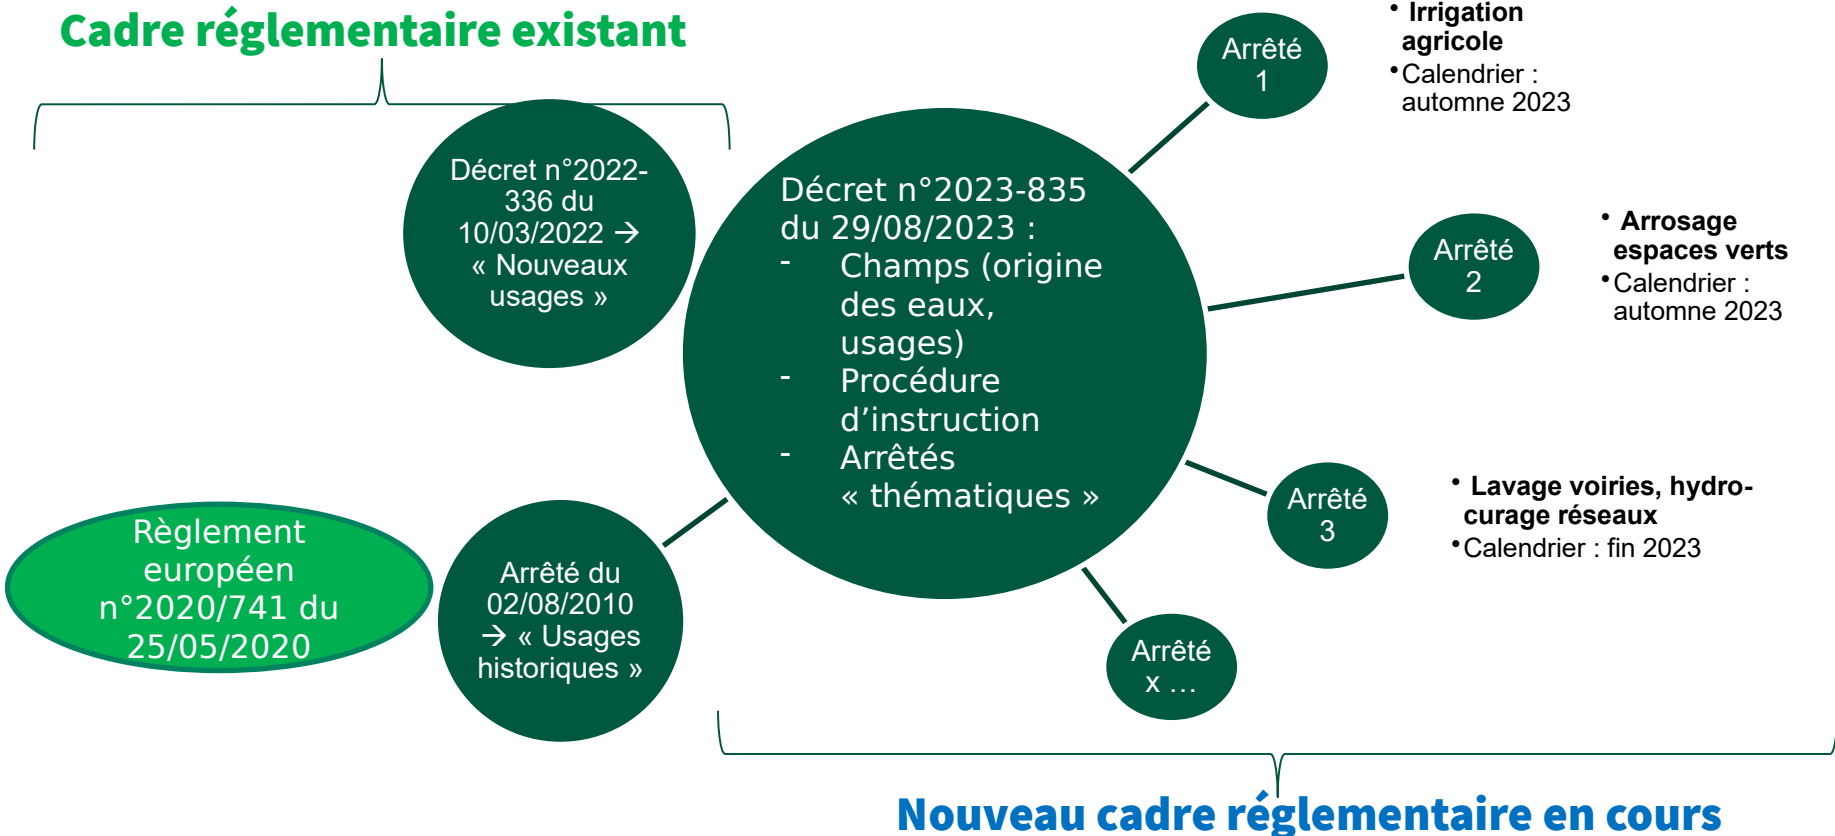 Cadre réglementaire existant
Décret n°2022-
336 du
10/03/2022 →
« Nouveaux
usages »
Règlement
européen
n°2020/741 du
25/05/2020
Arrêté du
02/08/2010
→ « Usages
historiques »
Décret n°2023-835
du 29/08/2023 :
- Champs (origine
des eaux,
usages)
- Procédure
d’instruction
- Arrêtés
« thématiques »
Arrêté
1
• Irrigation
agricole
• Calendrier :
automne 2023
Arrêté
2
• Arrosage
espaces verts
• Calendrier :
automne 2023
Arrêté
3
• Lavage voiries, hydro-
curage réseaux
• Calendrier : fin 2023
Arrêté
x …
Nouveau cadre réglementaire en cours